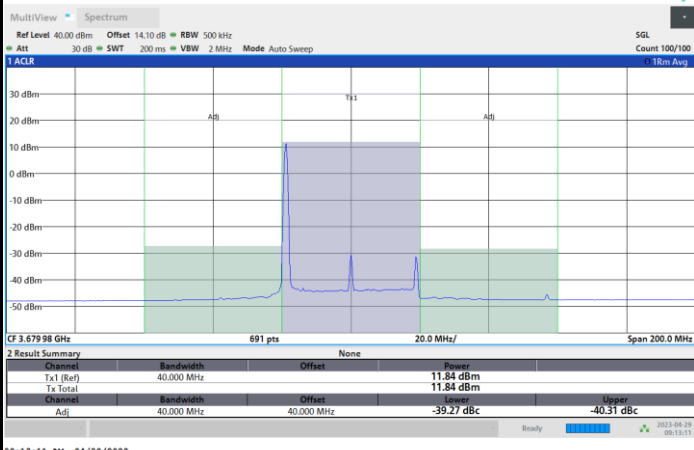 MultiView Spectrum
Ref Level 40.00 dBm Offset 14.10 dB RBW 500 kHz SGL
Att 30 dB SWT 200 ms VBW 2 MHz Mode Auto Sweep Count 100/100
1 ACLR 1Rm Avg
30 dBm
Tx1
20 dBm Adj Adj
10 dBm
0 dBm
-10 dBm
-20 dBm
-30 dBm
-40 dBm
-50 dBm
CF 3.67998 GHz 691 pts 20.0 MHz/ Span 200.0 MHz
2 Result Summary None
Channel Bandwidth Offset Power
Tx1 (Ref) 40.000 MHz 11.84 dBm
Tx Total 11.84 dBm
Channel Bandwidth Offset Lower Upper
Adj 40.000 MHz 40.000 MHz -39.27 dBc -40.31 dBc
Ready 2023-04-29
09:13:11